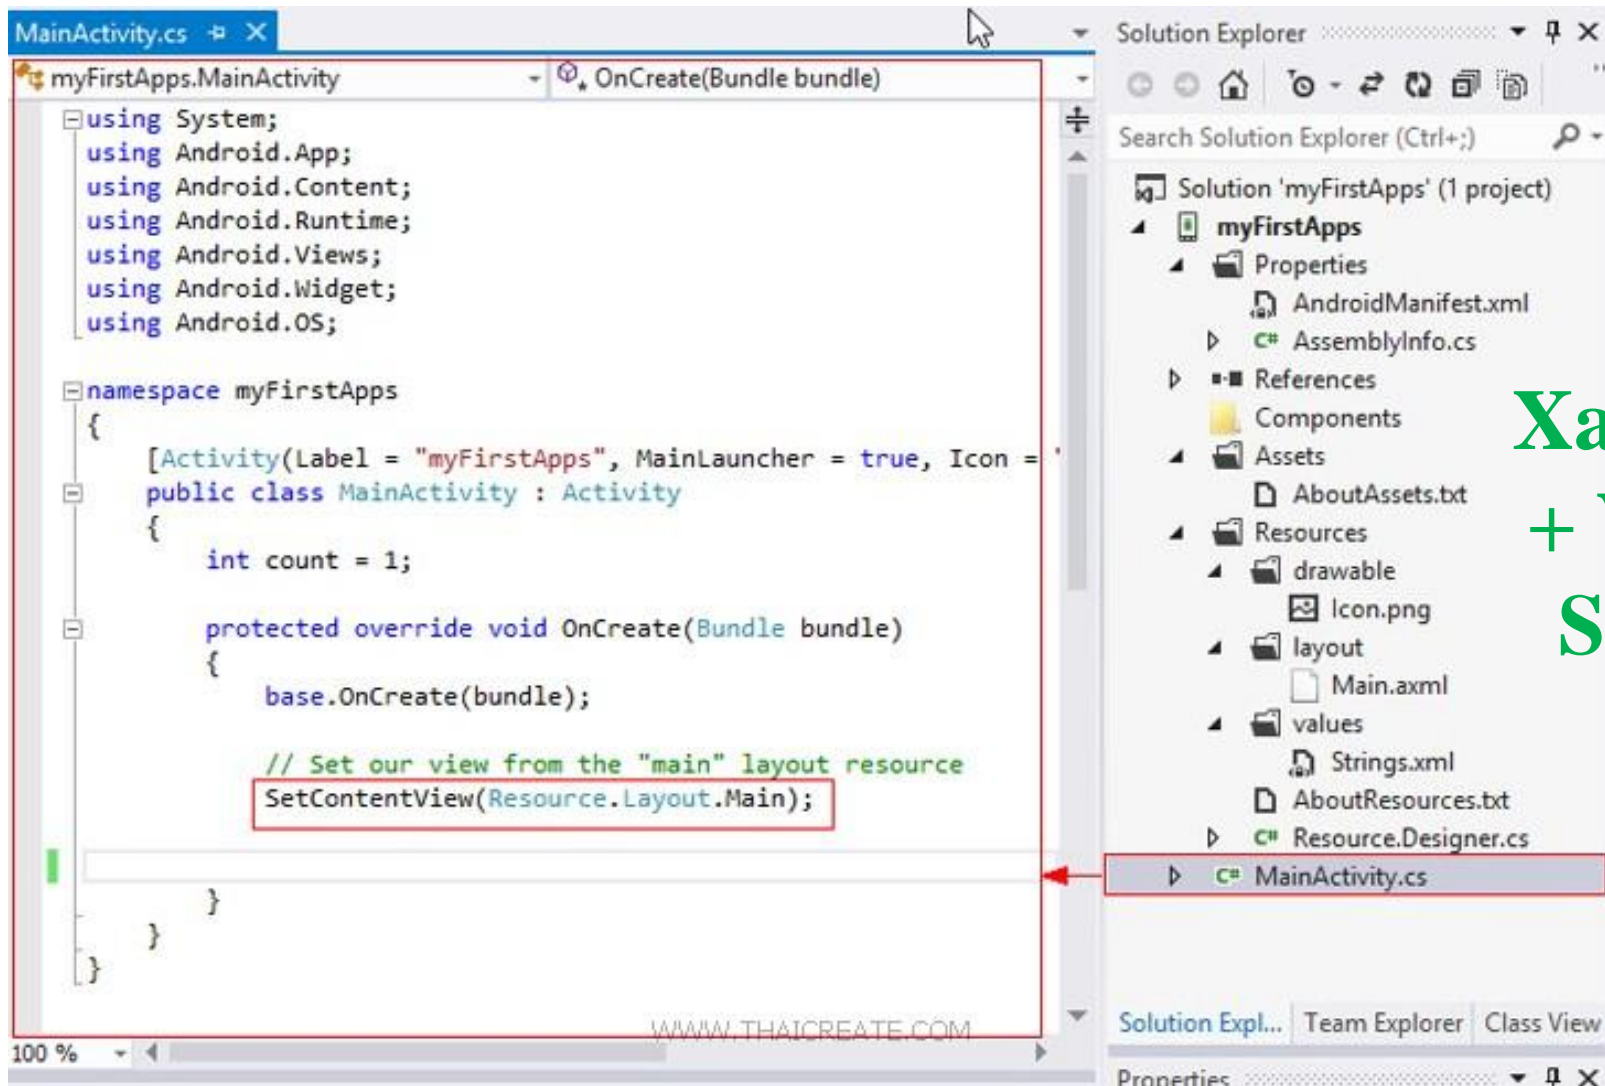 MainActivity.cs
myFirstApps.MainActivity
OnCreate(Bundle bundle)
using System;
using Android.App;
using Android.Content;
using Android.Runtime;
using Android.Views;
using Android.Widget;
using Android.OS;
namespace myFirstApps
{
[Activity(Label = "myFirstApps", MainLauncher = true, Icon = "
public class MainActivity : Activity
{
int count = 1;
protected override void OnCreate(Bundle bundle)
{
base.OnCreate(bundle);
// Set our view from the "main" layout resource
SetContentView(Resource.Layout.Main);
}
}
}
WWW.THAICREATE.COM
100 %
Solution Explorer
Search Solution Explorer (Ctrl+;)
Solution 'myFirstApps' (1 project)
myFirstApps
Properties
AndroidManifest.xml
C# AssemblyInfo.cs
References
Components
Assets
AboutAssets.txt
Resources
drawable
Icon.png
layout
Main.axml
values
Strings.xml
AboutResources.txt
C# Resource.Designer.cs
C# MainActivity.cs
Solution Expl... Team Explorer Class View
Properties
Xa
+
S